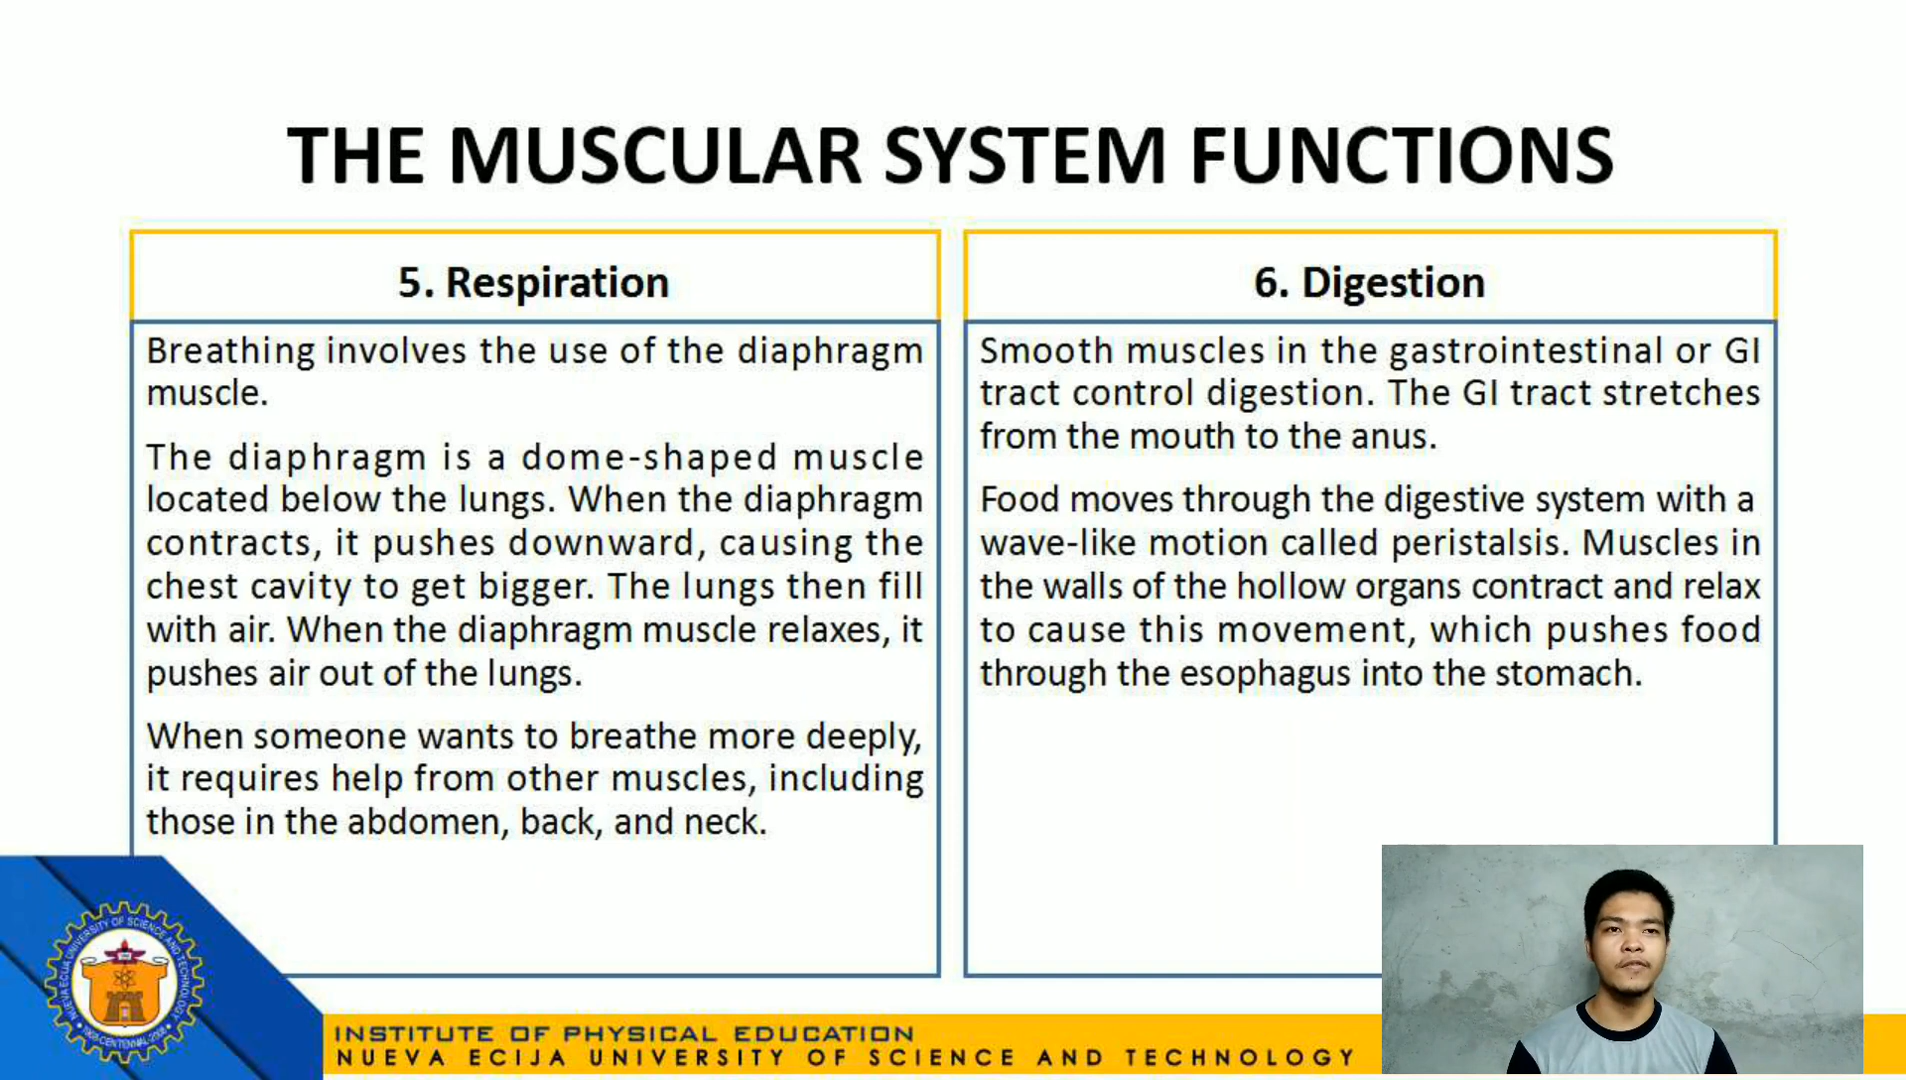 THE MUSCULAR SYSTEM FUNCTIONS
5. Respiration
Breathing involves the use of the diaphragm
muscle.
The diaphragm is a dome-shaped muscle
located below the lungs. When the diaphragm
contracts, it pushes downward, causing the
chest cavity to get bigger. The lungs then fill
with air. When the diaphragm muscle relaxes, it
pushes air out of the lungs.
When someone wants to breathe more deeply,
it requires help from other muscles, including
those in the abdomen, back, and neck.
6. Digestion
Smooth muscles in the gastrointestinal or GI
tract control digestion. The GI tract stretches
from the mouth to the anus.
Food moves through the digestive system with a
wave-like motion called peristalsis. Muscles in
the walls of the hollow organs contract and relax
to cause this movement, which pushes food
through the esophagus into the stomach.
NUEVA ECIJA UNIVERSITY OF SCIENCE AND TECHNOLOGY
INSTITUTE OF PHYSICAL EDUCATION
NUEVA ECIJA UNIVERSITY OF SCIENCE AND TECHNOLOGY